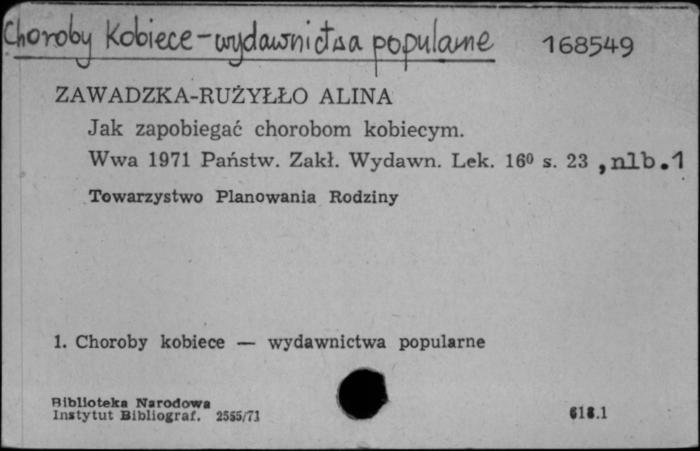 Choroby kobiece - wydawnictwa popularne 168549
ZAWADZKA-RUŻYŁŁO ALINA
Jak zapobiegać chorobom kobiecym.
Wwa 1971 Państw. Zakł. Wydawn. Lek. 16⁰ s. 23 , nlb. 1
Towarzystwo Planowania Rodziny
1. Choroby kobiece — wydawnictwa popularne
Biblioteka Narodowa
Instytut Bibliograf. 2555/71
618.1